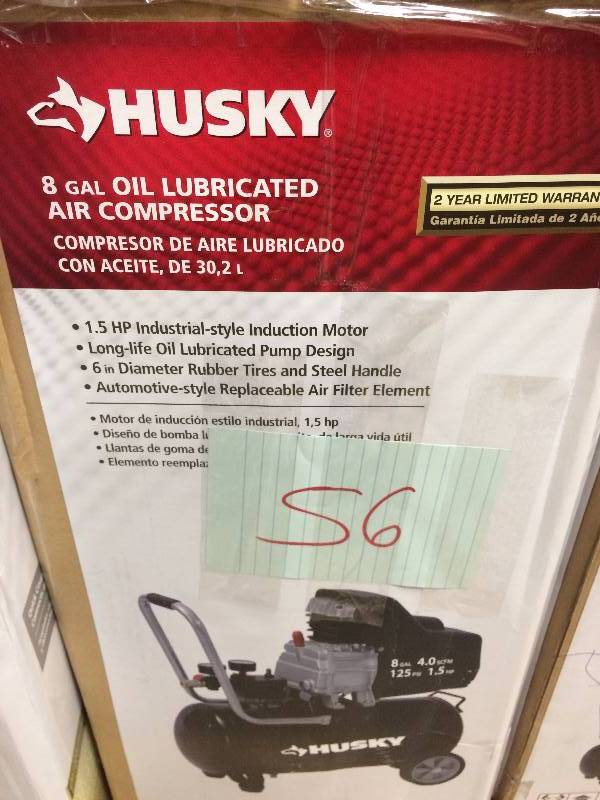 HUSKY®
8 GAL OIL LUBRICATED
AIR COMPRESSOR
COMPRESOR DE AIRE LUBRICADO
CON ACEITE, DE 30,2 L
2 YEAR LIMITED WARRAN
Garantía Limitada de 2 Añ
• 1.5 HP Industrial-style Induction Motor
• Long-life Oil Lubricated Pump Design
• 6 in Diameter Rubber Tires and Steel Handle
• Automotive-style Replaceable Air Filter Element
• Motor de inducción estilo industrial, 1,5 hp
• Diseño de bomba de larga vida útil
• Llantas de goma de
• Elemento reempla
56
8 GAL 4.0 SCFM
125 PSI 1.5 HP
HUSKY